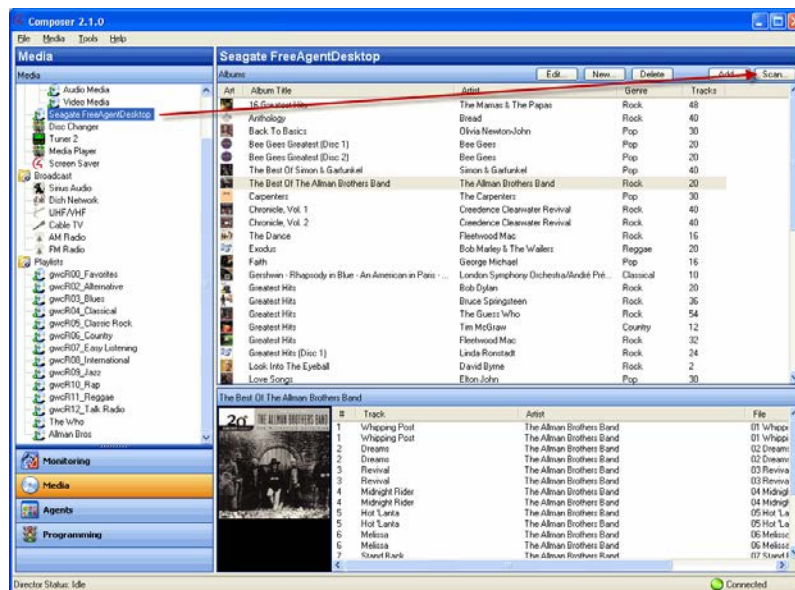 Composer 2.1.0
File Media Tools Help
Media
Seagate FreeAgentDesktop
Media
Audio Media
Video Media
Seagate FreeAgentDesktop
Disc Changer
Tuner 2
Media Player
Screen Saver
Broadcast
Sirius Audio
Dish Network
UHF/VHF
Cable TV
AM Radio
FM Radio
Playlists
gwcR00_Favorites
gwcR02_Alternative
gwcR03_Blues
gwcR04_Classical
gwcR05_Classic Rock
gwcR06_Country
gwcR07_Easy Listening
gwcR08_International
gwcR09_Jazz
gwcR10_Rap
gwcR11_Reggae
gwcR12_Talk Radio
The Who
Allman Bros
Monitoring
Media
Agents
Programming
Albums Edit... New... Delete Add... Scan...
Art Album Title Artist Genre Tracks
16 Greatest Hits The Mamas & The Papas Rock 48
Anthology Bread Rock 40
Back To Basics Olivia Newton-John Pop 30
Bee Gees Greatest (Disc 1) Bee Gees Pop 20
Bee Gees Greatest (Disc 2) Bee Gees Pop 20
The Best Of Simon & Garfunkel Simon & Garfunkel Pop 40
The Best Of The Allman Brothers Band The Allman Brothers Band Rock 20
Carpenters The Carpenters Pop 30
Chronicle, Vol. 1 Creedence Clearwater Revival Rock 40
Chronicle, Vol. 2 Creedence Clearwater Revival Rock 40
The Dance Fleetwood Mac Rock 16
Exodus Bob Marley & The Wailers Reggae 20
Faith George Michael Pop 16
Gershwin - Rhapsody in Blue - An American in Paris - ... London Symphony Orchestra/André Pré... Classical 10
Greatest Hits Bob Dylan Rock 20
Greatest Hits Bruce Springsteen Rock 36
Greatest Hits The Guess Who Rock 54
Greatest Hits Tim McGraw Country 12
Greatest Hits Fleetwood Mac Rock 32
Greatest Hits (Disc 1) Linda Ronstadt Rock 24
Look Into The Eyeball David Byrne Rock 2
Love Songs Elton John Pop 30
The Best Of The Allman Brothers Band
20th THE ALLMAN BROTHERS BAND
# Track Artist File
1 Whipping Post The Allman Brothers Band 01 Whippi
1 Whipping Post The Allman Brothers Band 01 Whippi
2 Dreams The Allman Brothers Band 02 Dreams
2 Dreams The Allman Brothers Band 02 Dreams
3 Revival The Allman Brothers Band 03 Reviva
3 Revival The Allman Brothers Band 03 Reviva
4 Midnight Rider The Allman Brothers Band 04 Midnigh
4 Midnight Rider The Allman Brothers Band 04 Midnigh
5 Hot 'Lanta The Allman Brothers Band 05 Hot 'La
5 Hot 'Lanta The Allman Brothers Band 05 Hot 'La
6 Melissa The Allman Brothers Band 06 Melissa
6 Melissa The Allman Brothers Band 06 Melissa
7 Stand Back The Allman Brothers Band 07 Stand
Director Status: Idle
Connected